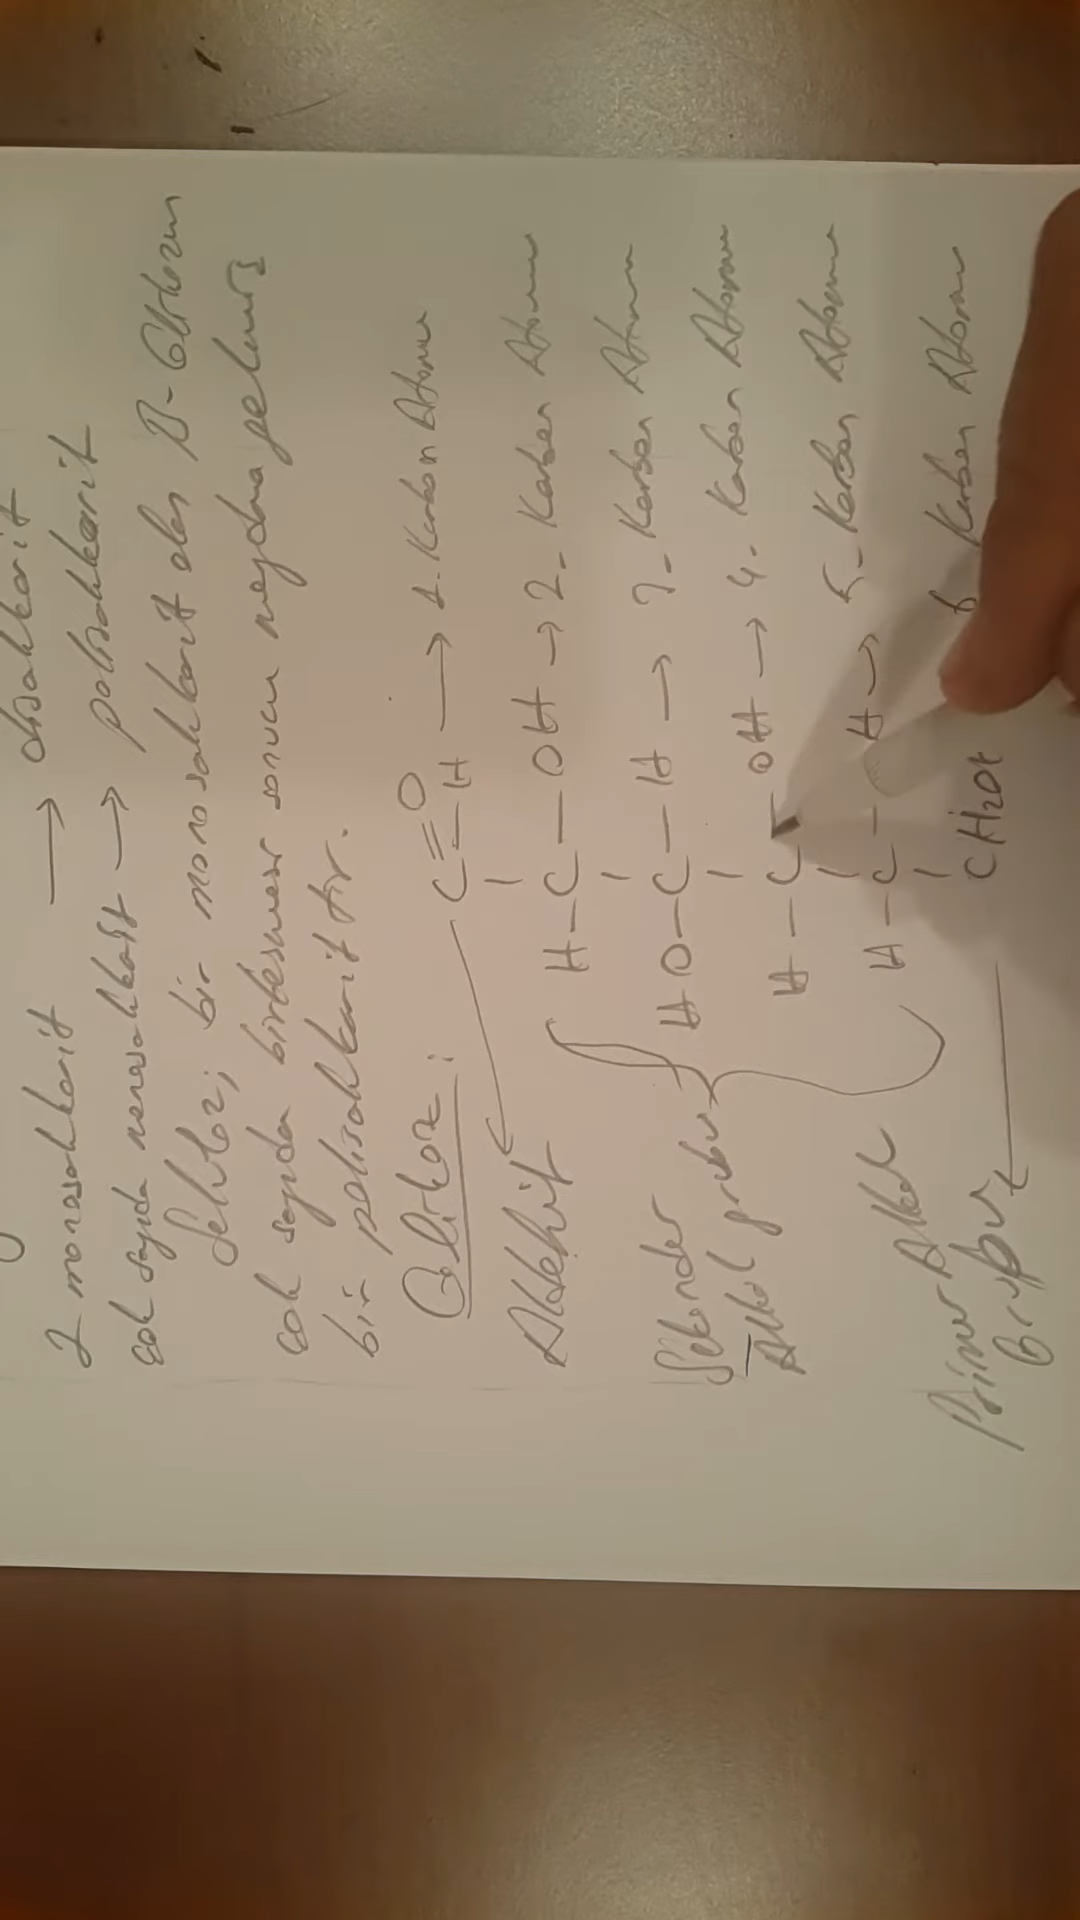 disakkarit
2 monosakkarit → disakkarit
Çok sayıda monosakkarit → polisakkarit
Selüloz; bir monosakkarit olan B-Glikozun
çok sayıda birleşmesi sonucu meydana gelmiş
bir polisakkarittir.
Glikoz:
C=O
C-H → 1-Karbon Atomu
Aldehit
H-C-OH → 2-Karbon Atomu
HO-C-H → 3-Karbon Atomu
Sekonder
Alkol grubu
H-C-OH → 4-Karbon Atomu
H-C-H → 5-Karbon Atomu
CH2OH 6 Karbon Atomu
Primer Alkol
Grubu